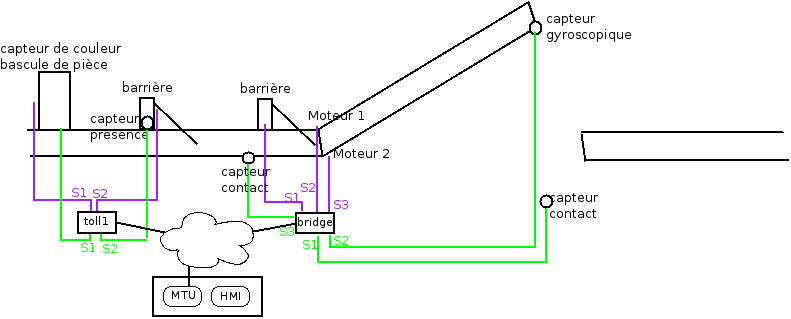 capteur
gyroscopique
capteur de couleur
bascule de pièce
barrière
barrière
capteur
presence
Moteur 1
Moteur 2
capteur
contact
S1
S2
S2
S1
S3
capteur
contact
toll1
bridge
S3
S1
S2
S1
S2
MTU
HMI